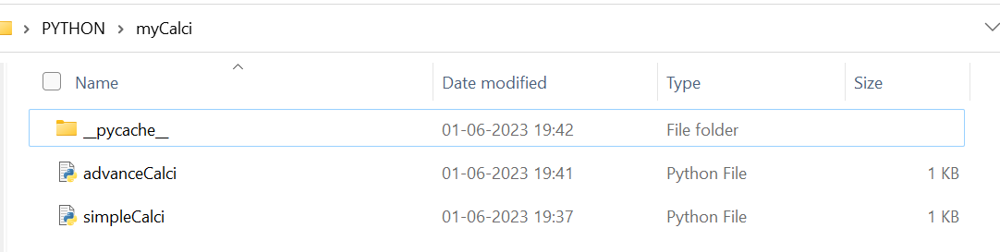 PYTHON myCalci
Name Date modified Type Size
__pycache__ 01-06-2023 19:42 File folder
advanceCalci 01-06-2023 19:41 Python File 1 KB
simpleCalci 01-06-2023 19:37 Python File 1 KB